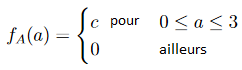 f_A(a) = { c pour 0 ≤ a ≤ 3
0 ailleurs